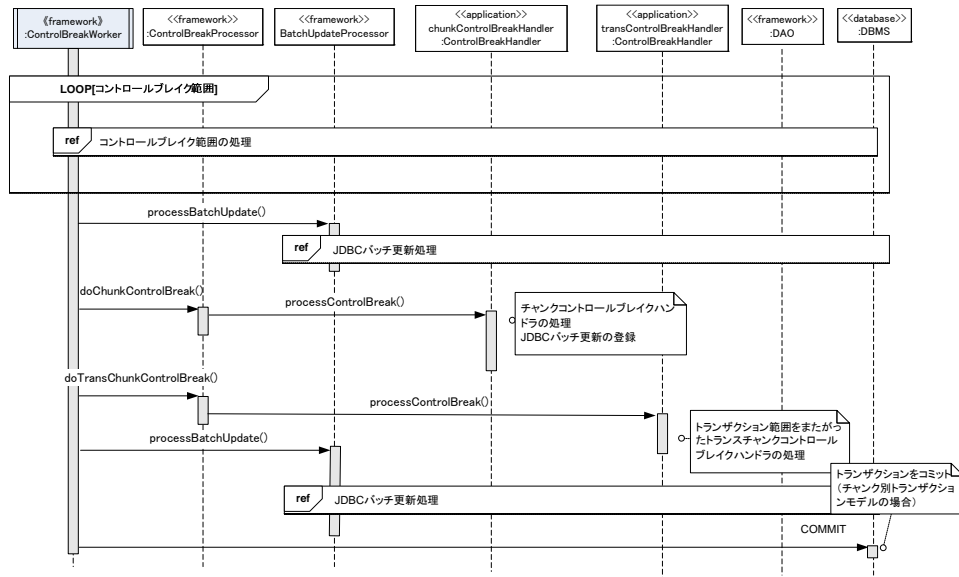 《framework》
:ControlBreakWorker
<<framework>>
:ControlBreakProcessor
<<framework>>
BatchUpdateProcessor
<<application>>
chunkControlBreakHandler
:ControlBreakHandler
<<application>>
transControlBreakHandler
:ControlBreakHandler
<<framework>>
:DAO
<<database>>
:DBMS
LOOP[コントロールブレイク範囲]
ref コントロールブレイク範囲の処理
processBatchUpdate()
ref JDBCバッチ更新処理
doChunkControlBreak()
processControlBreak()
チャンクコントロールブレイクハン
ドラの処理
JDBCバッチ更新の登録
doTransChunkControlBreak()
processControlBreak()
トランザクション範囲をまたがっ
たトランスチャンクコントロール
ブレイクハンドラの処理
processBatchUpdate()
トランザクションをコミット
（チャンク別トランザクショ
ンモデルの場合）
ref JDBCバッチ更新処理
COMMIT